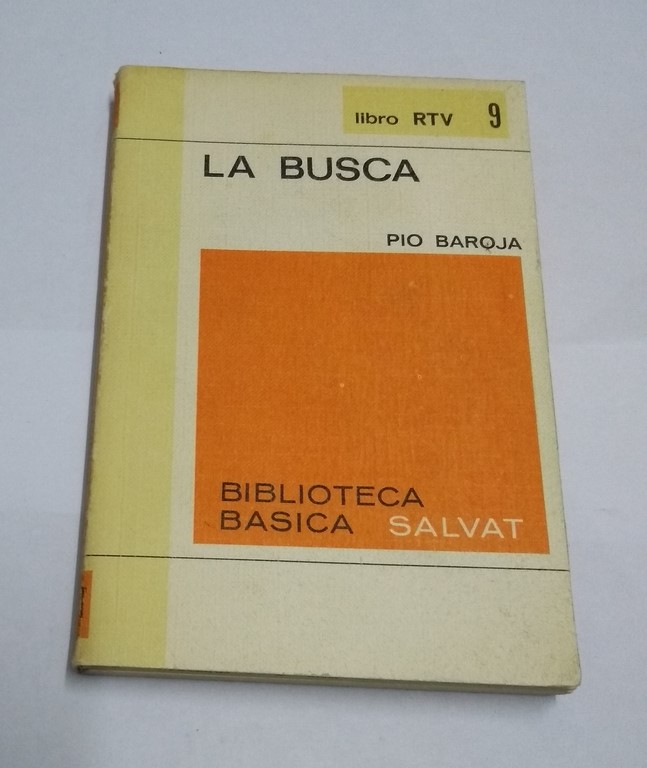 libro RTV 9
LA BUSCA
PIO BAROJA
BIBLIOTECA
BASICA SALVAT